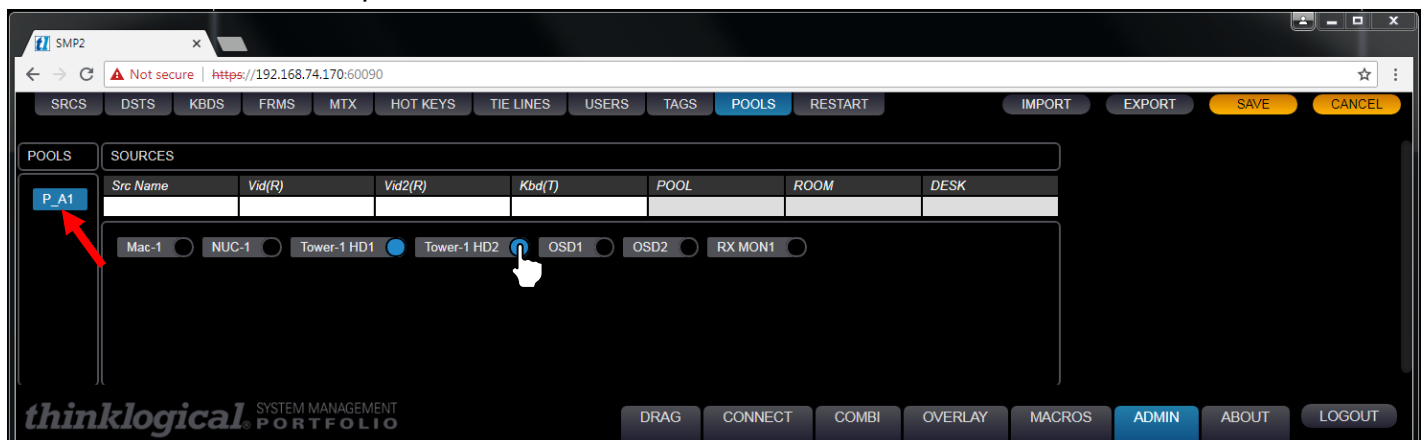 SMP2
Not secure | https://192.168.74.170:60090
SRCS DSTS KBDS FRMS MTX HOT KEYS TIE LINES USERS TAGS POOLS RESTART IMPORT EXPORT SAVE CANCEL
POOLS SOURCES
Src Name Vid(R) Vid2(R) Kbd(T) POOL ROOM DESK
P_A1
Mac-1 NUC-1 Tower-1 HD1 Tower-1 HD2 OSD1 OSD2 RX MON1
thinklogical® SYSTEM MANAGEMENT PORTFOLIO
DRAG CONNECT COMBI OVERLAY MACROS ADMIN ABOUT LOGOUT